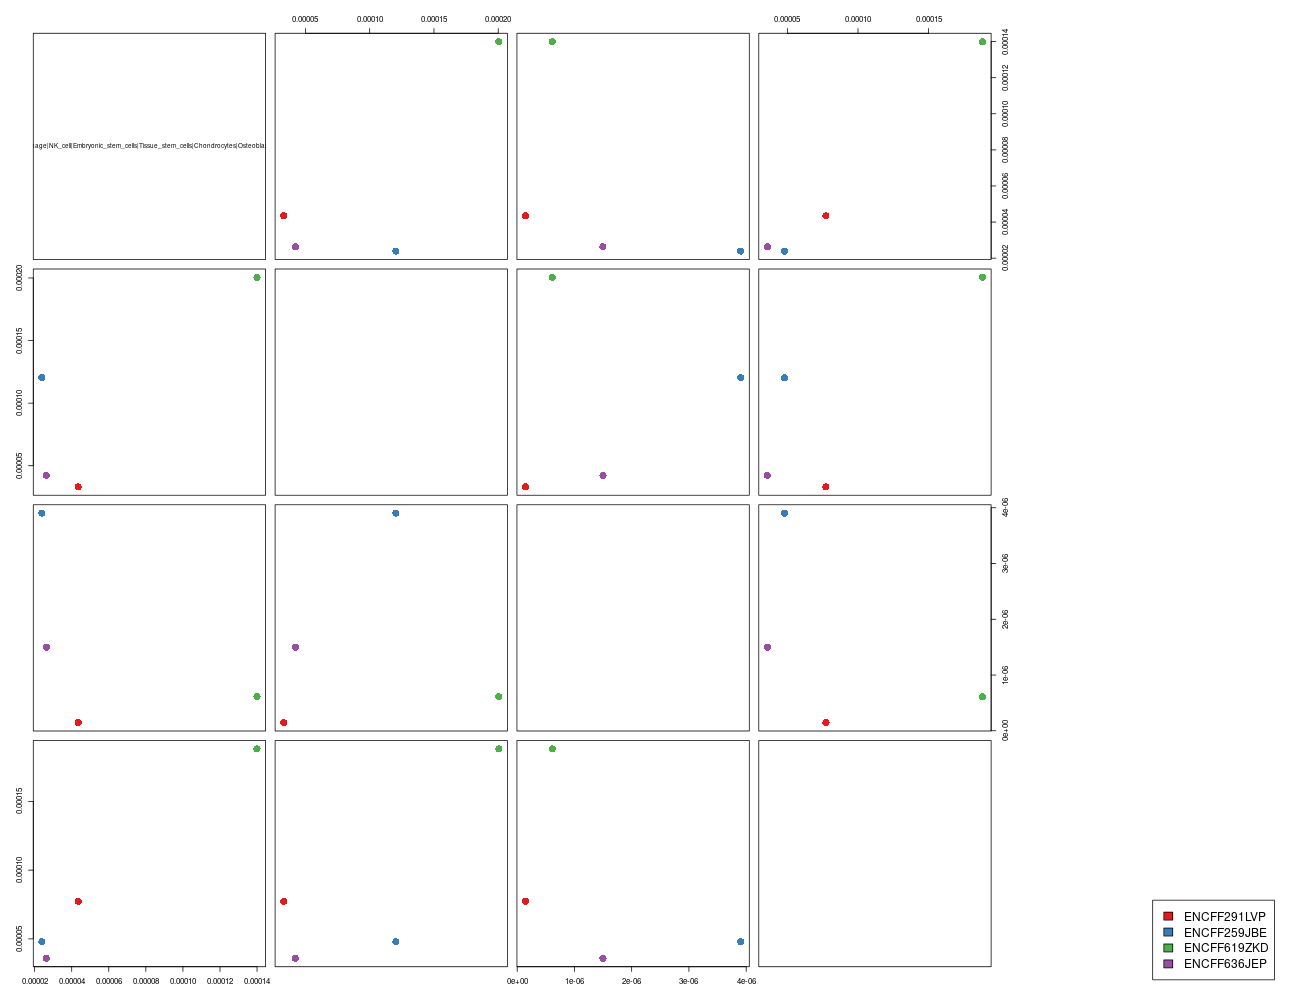 0.00005 0.00010 0.00015 0.00020 0.00005 0.00010 0.00015
age|NK_cell|Embryonic_stem_cells|Tissue_stem_cells|Chondrocytes|Osteobla
0.00002 0.00004 0.00006 0.00008 0.00010 0.00012 0.00014
0.00005 0.00010 0.00015 0.00020
0e+00 1e-06 2e-06 3e-06 4e-06
0.00005 0.00010 0.00015
0.00002 0.00004 0.00006 0.00008 0.00010 0.00012 0.00014 0e+00 1e-06 2e-06 3e-06 4e-06
ENCFF291LVP
ENCFF259JBE
ENCFF619ZKD
ENCFF636JEP